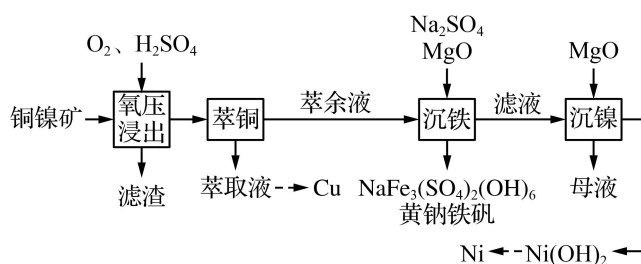 O₂、H₂SO₄
Na₂SO₄
MgO
MgO
铜镍矿
氧压
浸出
萃铜
萃余液
沉铁
滤液
沉镍
滤渣
萃取液
Cu
NaFe₃(SO₄)₂(OH)₆
黄钠铁矾
母液
Ni
Ni(OH)₂